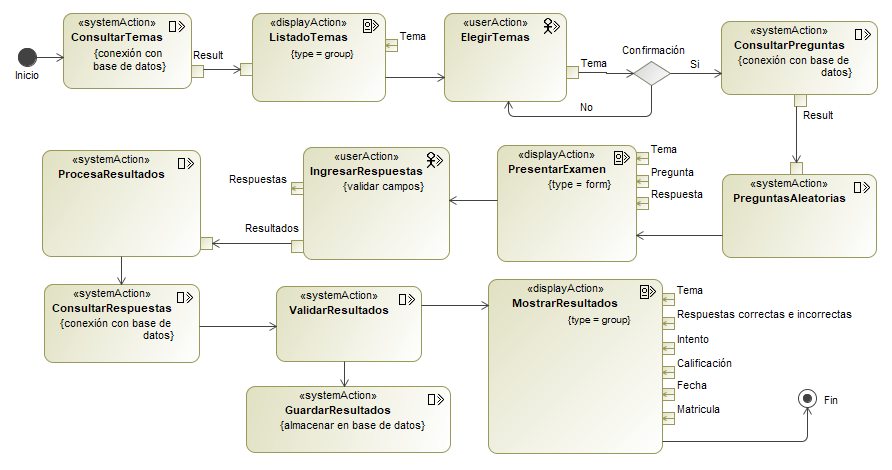 «systemAction»
ConsultarTemas
{conexión con
base de datos}
Inicio
Result
«displayAction»
ListadoTemas
{type = group}
Tema
«userAction»
ElegirTemas
Tema
Confirmación
Si
No
«systemAction»
ConsultarPreguntas
{conexión con base de
datos}
Result
«systemAction»
ProcesaResultados
Respuestas
Resultados
«userAction»
IngresarRespuestas
{validar campos}
«displayAction»
PresentarExamen
{type = form}
Tema
Pregunta
Respuesta
«systemAction»
PreguntasAleatorias
«systemAction»
ConsultarRespuestas
{conexión con base de
datos}
«systemAction»
ValidarResultados
«displayAction»
MostrarResultados
{type = group}
Tema
Respuestas correctas e incorrectas
Intento
Calificación
Fecha
Matricula
Fin
«systemAction»
GuardarResultados
{almacenar en base de datos}